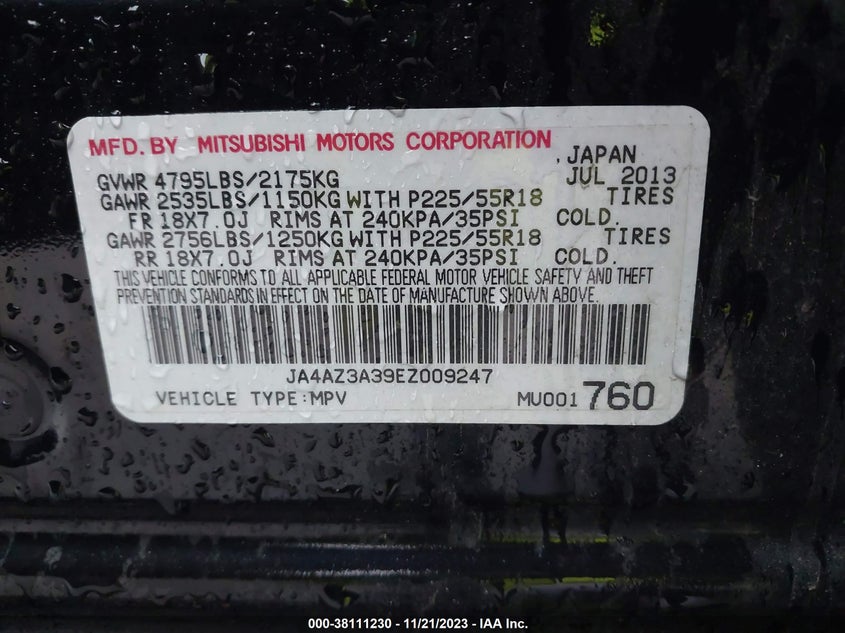 MFD. BY MITSUBISHI MOTORS CORPORATION
, JAPAN
GVWR 4795LBS/2175KG JUL 2013
GAWR 2535LBS/1150KG WITH P225/55R18 TIRES
FR 18X7.0J RIMS AT 240KPA/35PSI COLD.
GAWR 2756LBS/1250KG WITH P225/55R18 TIRES
RR 18X7.0J RIMS AT 240KPA/35PSI COLD.
THIS VEHICLE CONFORMS TO ALL APPLICABLE FEDERAL MOTOR VEHICLE SAFETY AND THEFT
PREVENTION STANDARDS IN EFFECT ON THE DATE OF MANUFACTURE SHOWN ABOVE.
JA4AZ3A39EZ009247
VEHICLE TYPE:MPV MU001 760
000-38111230 - 11/21/2023 - IAA Inc.